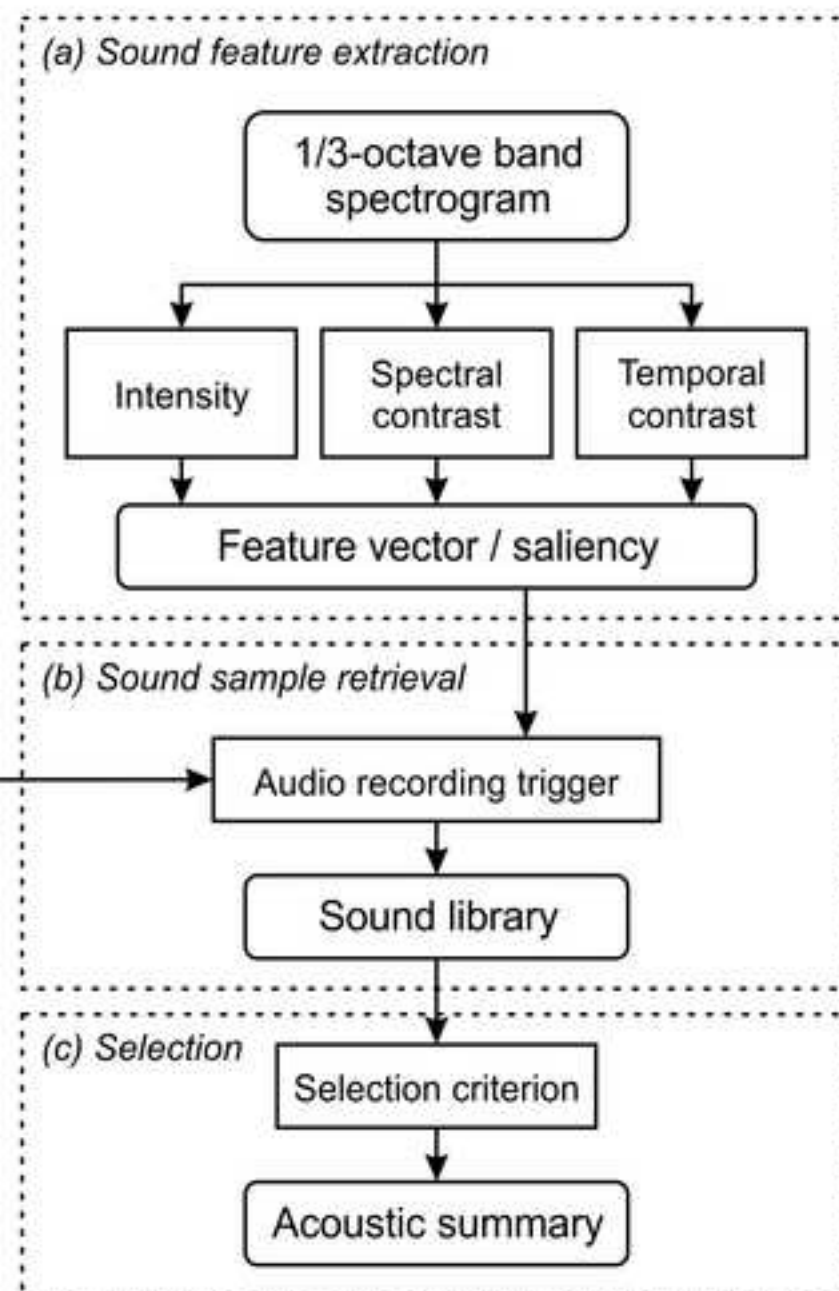 (a) Sound feature extraction
1/3-octave band
spectrogram
Intensity
Spectral
contrast
Temporal
contrast
Feature vector / saliency
(b) Sound sample retrieval
Audio recording trigger
Sound library
(c) Selection
Selection criterion
Acoustic summary